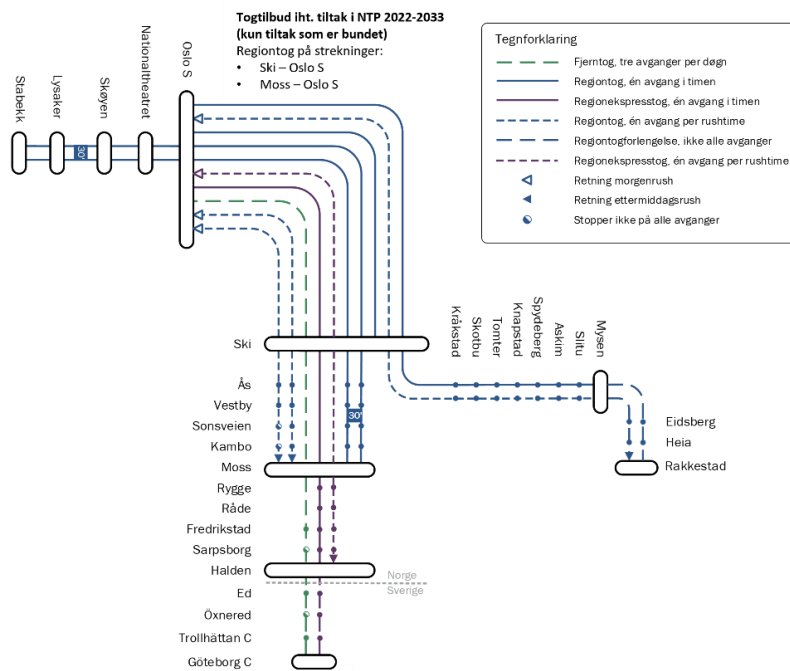 Togtilbud iht. tiltak i NTP 2022-2033
(kun tiltak som er bundet)
Regiontog på strekninger:
• Ski – Oslo S
• Moss – Oslo S
Tegnforklaring
Fjerntog, tre avganger per døgn
Regiontog, én avgang i timen
Regionekspresstog, én avgang i timen
Regiontog, én avgang per rushtime
Regiontogforlengelse, ikke alle avganger
Regionekspresstog, én avgang per rushtime
Retning morgenrush
Retning ettermiddagsrush
Stopper ikke på alle avganger
Stabekk
Lysaker
Skøyen
Nationaltheatret
Oslo S
30'
Ski
Kråkstad
Skotbu
Tomter
Knapstad
Spydeberg
Askim
Slitu
Mysen
Ås
Vestby
30'
Sonsveien
Kambo
Moss
Eidsberg
Heia
Rakkestad
Rygge
Råde
Fredrikstad
Sarpsborg
Halden
Norge
Sverige
Ed
Öxnered
Trollhättan C
Göteborg C